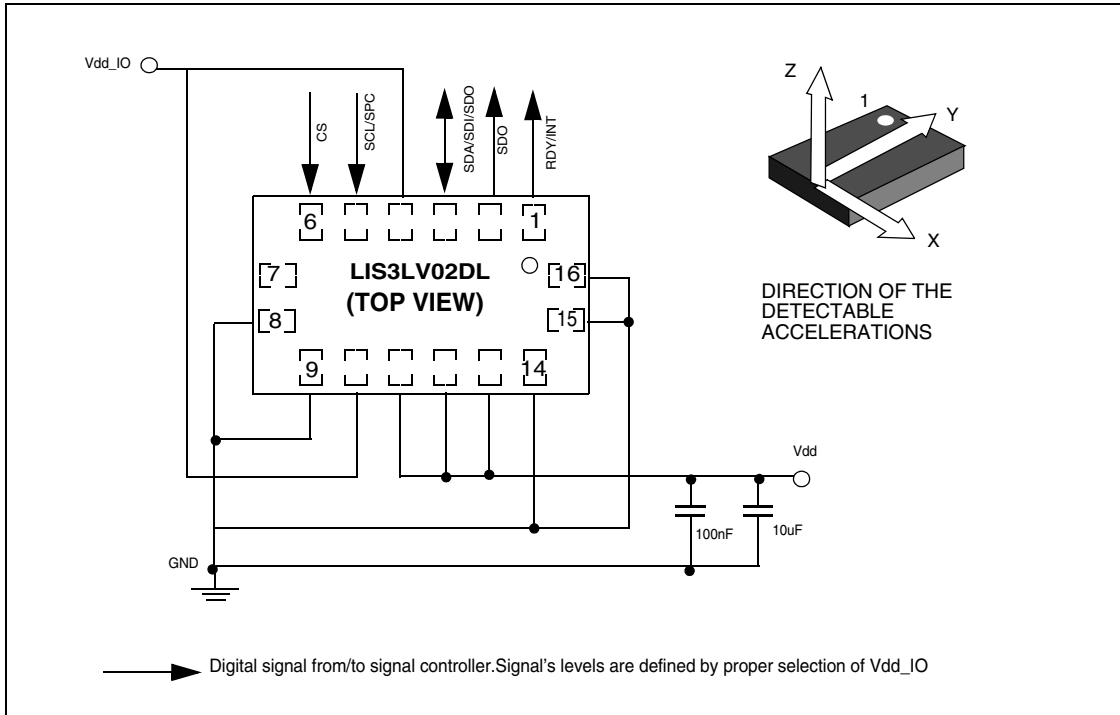 Vdd_IO
CS
SCL/SPC
SDA/SDI/SDO
SDO
RDY/INT
Z
1
Y
X
6
1
7
LIS3LV02DL
16
(TOP VIEW)
8
15
9
14
DIRECTION OF THE
DETECTABLE
ACCELERATIONS
Vdd
100nF
10uF
GND
Digital signal from/to signal controller.Signal's levels are defined by proper selection of Vdd_IO